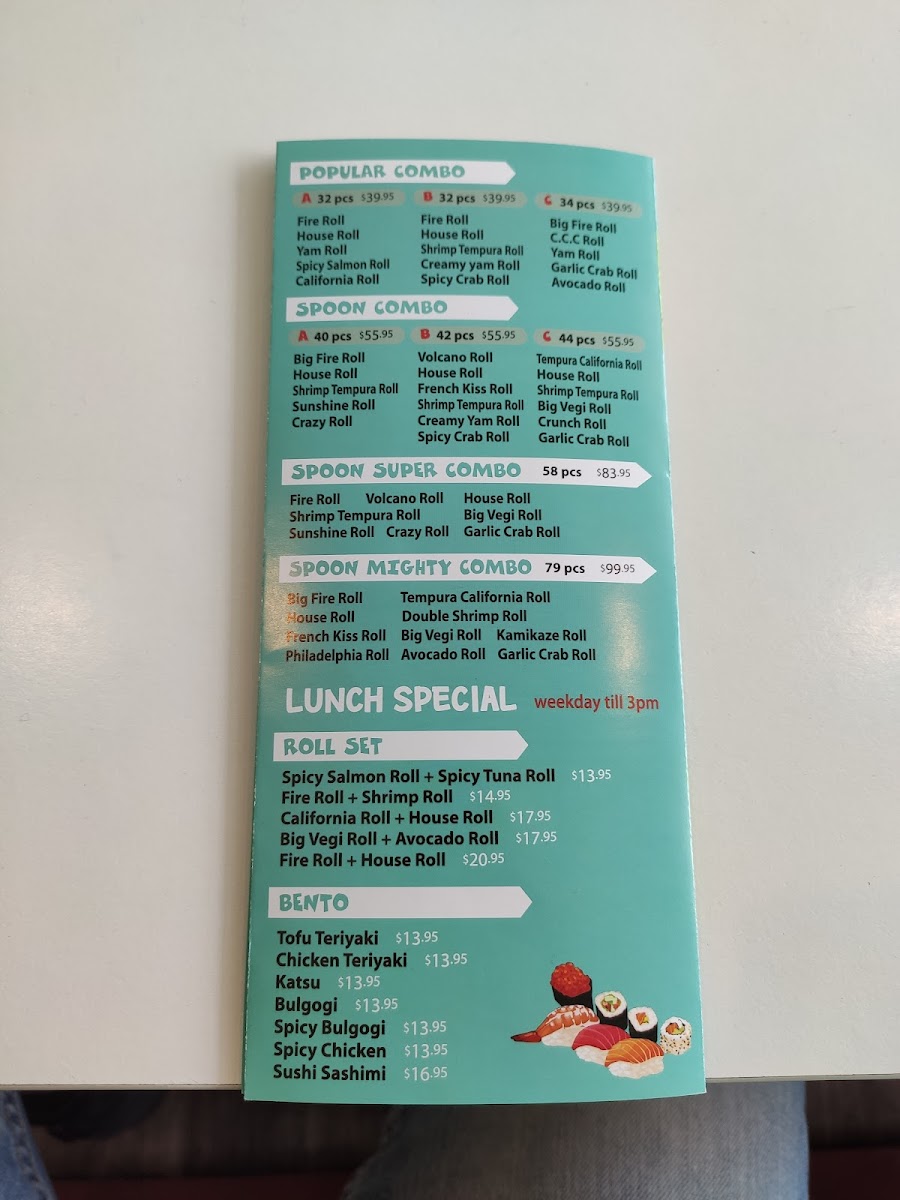 POPULAR COMBO
A 32 pcs $39.95
Fire Roll
House Roll
Yam Roll
Spicy Salmon Roll
California Roll
B 32 pcs $39.95
Fire Roll
House Roll
Shrimp Tempura Roll
Creamy yam Roll
Spicy Crab Roll
C 34 pcs $39.95
Big Fire Roll
C.C.C Roll
Yam Roll
Garlic Crab Roll
Avocado Roll
SPOON COMBO
A 40 pcs $55.95
Big Fire Roll
House Roll
Shrimp Tempura Roll
Sunshine Roll
Crazy Roll
B 42 pcs $55.95
Volcano Roll
House Roll
French Kiss Roll
Shrimp Tempura Roll
Creamy Yam Roll
Spicy Crab Roll
C 44 pcs $55.95
Tempura California Roll
House Roll
Shrimp Tempura Roll
Big Vegi Roll
Crunch Roll
Garlic Crab Roll
SPOON SUPER COMBO 58 pcs $83.95
Fire Roll Volcano Roll House Roll
Shrimp Tempura Roll Big Vegi Roll
Sunshine Roll Crazy Roll Garlic Crab Roll
SPOON MIGHTY COMBO 79 pcs $99.95
Big Fire Roll Tempura California Roll
House Roll Double Shrimp Roll
French Kiss Roll Big Vegi Roll Kamikaze Roll
Philadelphia Roll Avocado Roll Garlic Crab Roll
LUNCH SPECIAL weekday till 3pm
ROLL SET
Spicy Salmon Roll + Spicy Tuna Roll $13.95
Fire Roll + Shrimp Roll $14.95
California Roll + House Roll $17.95
Big Vegi Roll + Avocado Roll $17.95
Fire Roll + House Roll $20.95
BENTO
Tofu Teriyaki $13.95
Chicken Teriyaki $13.95
Katsu $13.95
Bulgogi $13.95
Spicy Bulgogi $13.95
Spicy Chicken $13.95
Sushi Sashimi $16.95